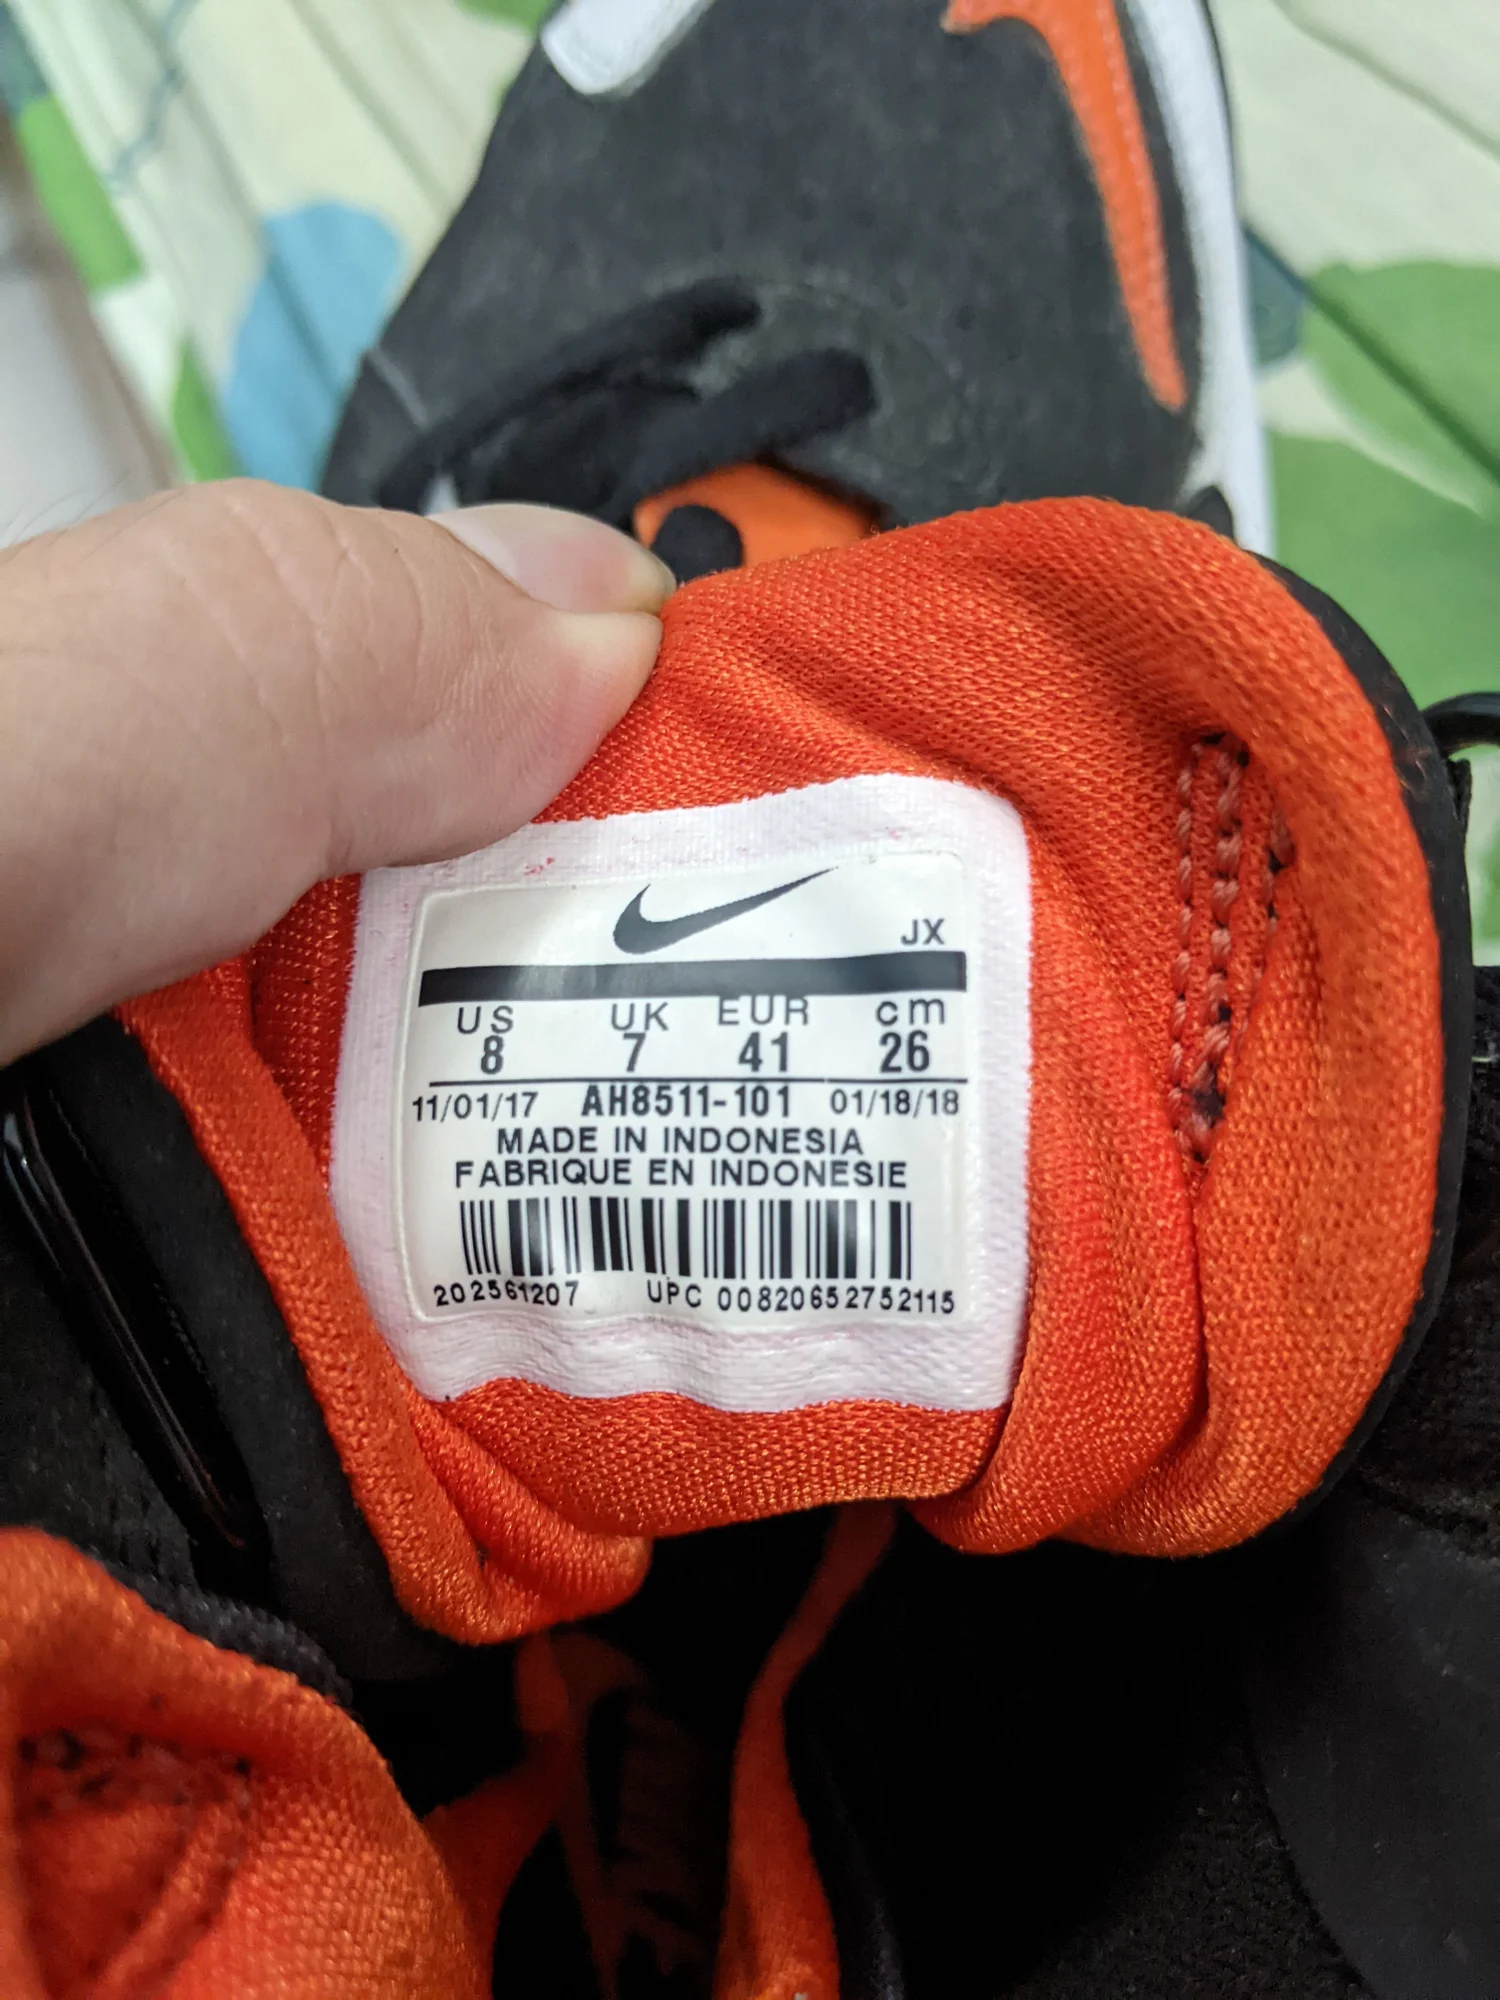 JX
US UK EUR cm
8 7 41 26
11/01/17 AH8511-101 01/18/18
MADE IN INDONESIA
FABRIQUE EN INDONESIE
202561207 UPC 00820652752115